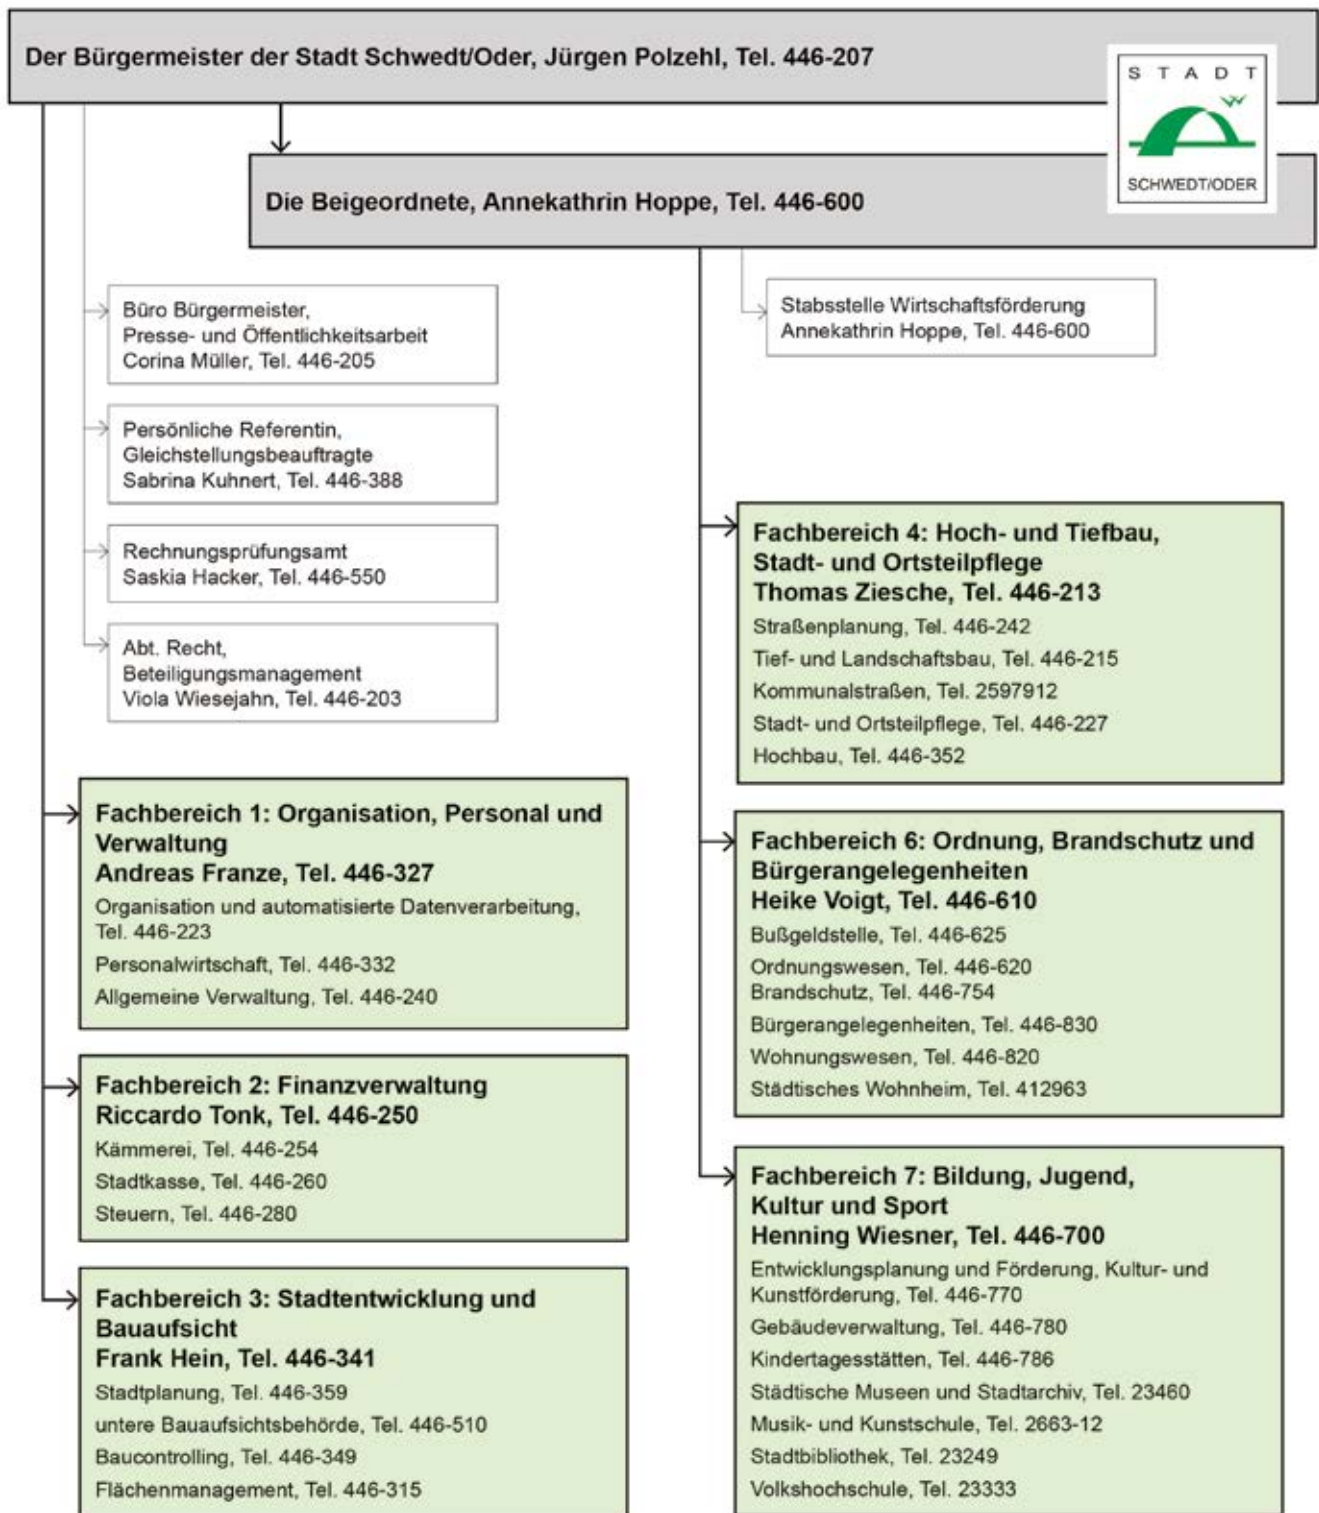 Der Bürgermeister der Stadt Schwedt/Oder, Jürgen Polzehl, Tel. 446-207
STADT
SCHWEDT/ODER
Die Beigeordnete, Annekathrin Hoppe, Tel. 446-600
Büro Bürgermeister,
Presse- und Öffentlichkeitsarbeit
Corina Müller, Tel. 446-205
Persönliche Referentin,
Gleichstellungsbeauftragte
Sabrina Kuhnert, Tel. 446-388
Rechnungsprüfungsamt
Saskia Hacker, Tel. 446-550
Abt. Recht,
Beteiligungsmanagement
Viola Wiesejahn, Tel. 446-203
Fachbereich 1: Organisation, Personal und
Verwaltung
Andreas Franze, Tel. 446-327
Organisation und automatisierte Datenverarbeitung,
Tel. 446-223
Personalwirtschaft, Tel. 446-332
Allgemeine Verwaltung, Tel. 446-240
Fachbereich 2: Finanzverwaltung
Riccardo Tonk, Tel. 446-250
Kämmerei, Tel. 446-254
Stadtkasse, Tel. 446-260
Steuern, Tel. 446-280
Fachbereich 3: Stadtentwicklung und
Bauaufsicht
Frank Hein, Tel. 446-341
Stadtplanung, Tel. 446-359
untere Bauaufsichtsbehörde, Tel. 446-510
Baucontrolling, Tel. 446-349
Flächenmanagement, Tel. 446-315
Stabsstelle Wirtschaftsförderung
Annekathrin Hoppe, Tel. 446-600
Fachbereich 4: Hoch- und Tiefbau,
Stadt- und Ortsteilpflege
Thomas Ziesche, Tel. 446-213
Straßenplanung, Tel. 446-242
Tief- und Landschaftsbau, Tel. 446-215
Kommunalstraßen, Tel. 2597912
Stadt- und Ortsteilpflege, Tel. 446-227
Hochbau, Tel. 446-352
Fachbereich 6: Ordnung, Brandschutz und
Bürgerangelegenheiten
Heike Voigt, Tel. 446-610
Bußgeldstelle, Tel. 446-625
Ordnungswesen, Tel. 446-620
Brandschutz, Tel. 446-754
Bürgerangelegenheiten, Tel. 446-830
Wohnungswesen, Tel. 446-820
Städtisches Wohnheim, Tel. 412963
Fachbereich 7: Bildung, Jugend,
Kultur und Sport
Henning Wiesner, Tel. 446-700
Entwicklungsplanung und Förderung, Kultur- und
Kunstförderung, Tel. 446-770
Gebäudeverwaltung, Tel. 446-780
Kindertagesstätten, Tel. 446-786
Städtische Museen und Stadtarchiv, Tel. 23460
Musik- und Kunstschule, Tel. 2663-12
Stadtbibliothek, Tel. 23249
Volkshochschule, Tel. 23333